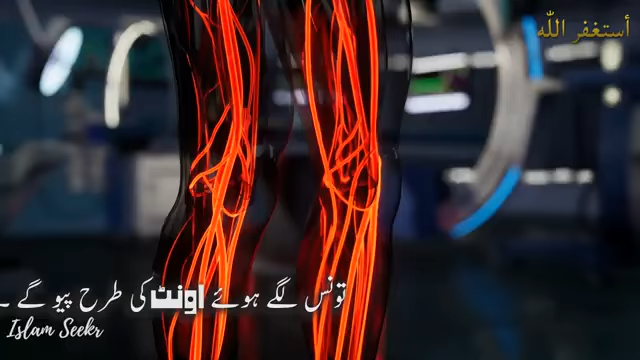 أستغفر الله
تونس لگے ہوئے اونٹ کی طرح پیو گے ۔
Islam Seekr